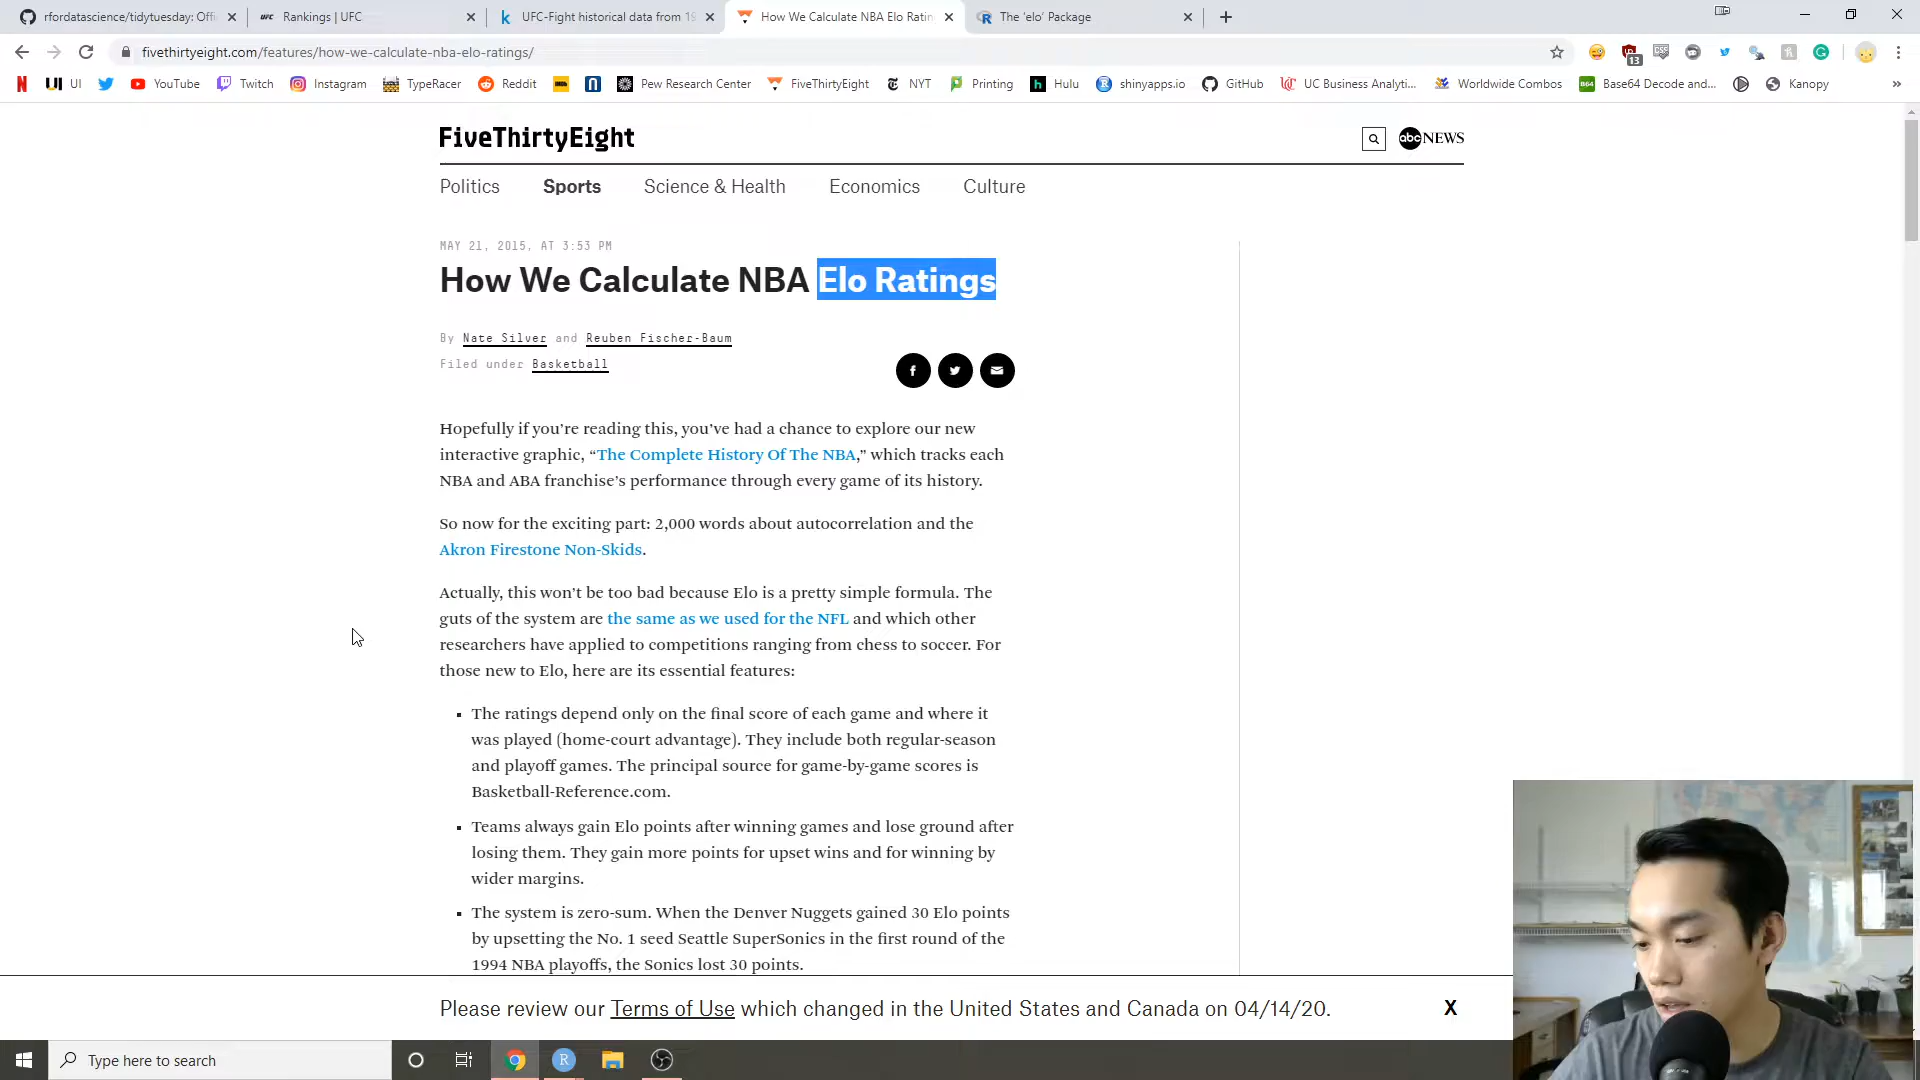 rfordatascience/tidytuesday: Offi
UFC Rankings | UFC
k UFC-Fight historical data from 19
How We Calculate NBA Elo Ratin
R The 'elo' Package
fivethirtyeight.com/features/how-we-calculate-nba-elo-ratings/
13
CSS
N UI UI YouTube Twitch Instagram TypeRacer Reddit Pew Research Center FiveThirtyEight NYT Printing h Hulu shinyapps.io GitHub UC Business Analyti... Worldwide Combos B64 Base64 Decode and... Kanopy »
FiveThirtyEight
abc NEWS
Politics Sports Science & Health Economics Culture
MAY 21, 2015, AT 3:53 PM
How We Calculate NBA Elo Ratings
By Nate Silver and Reuben Fischer-Baum
Filed under Basketball
Hopefully if you’re reading this, you’ve had a chance to explore our new
interactive graphic, “The Complete History Of The NBA,” which tracks each
NBA and ABA franchise’s performance through every game of its history.
So now for the exciting part: 2,000 words about autocorrelation and the
Akron Firestone Non-Skids.
Actually, this won’t be too bad because Elo is a pretty simple formula. The
guts of the system are the same as we used for the NFL and which other
researchers have applied to competitions ranging from chess to soccer. For
those new to Elo, here are its essential features:
▪ The ratings depend only on the final score of each game and where it
was played (home-court advantage). They include both regular-season
and playoff games. The principal source for game-by-game scores is
Basketball-Reference.com.
▪ Teams always gain Elo points after winning games and lose ground after
losing them. They gain more points for upset wins and for winning by
wider margins.
▪ The system is zero-sum. When the Denver Nuggets gained 30 Elo points
by upsetting the No. 1 seed Seattle SuperSonics in the first round of the
1994 NBA playoffs, the Sonics lost 30 points.
Please review our Terms of Use which changed in the United States and Canada on 04/14/20.
X
Type here to search
R